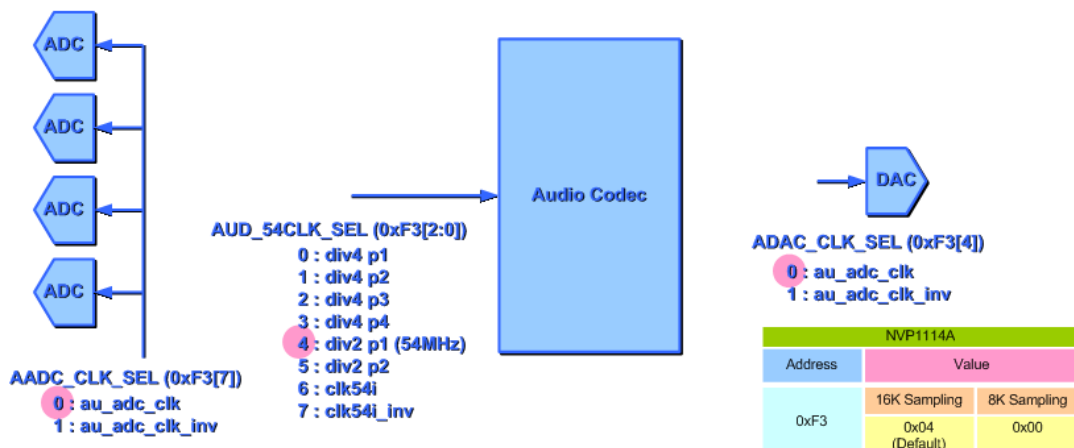 ADC
ADC
ADC
ADC
AADC_CLK_SEL (0xF3[7])
0 : au_adc_clk
1 : au_adc_clk_inv
AUD_54CLK_SEL (0xF3[2:0])
0 : div4 p1
1 : div4 p2
2 : div4 p3
3 : div4 p4
4 : div2 p1 (54MHz)
5 : div2 p2
6 : clk54i
7 : clk54i_inv
Audio Codec
DAC
ADAC_CLK_SEL (0xF3[4])
0 : au_adc_clk
1 : au_adc_clk_inv
NVP1114A
Address Value
16K Sampling 8K Sampling
0xF3 0x04 0x00
(Default)